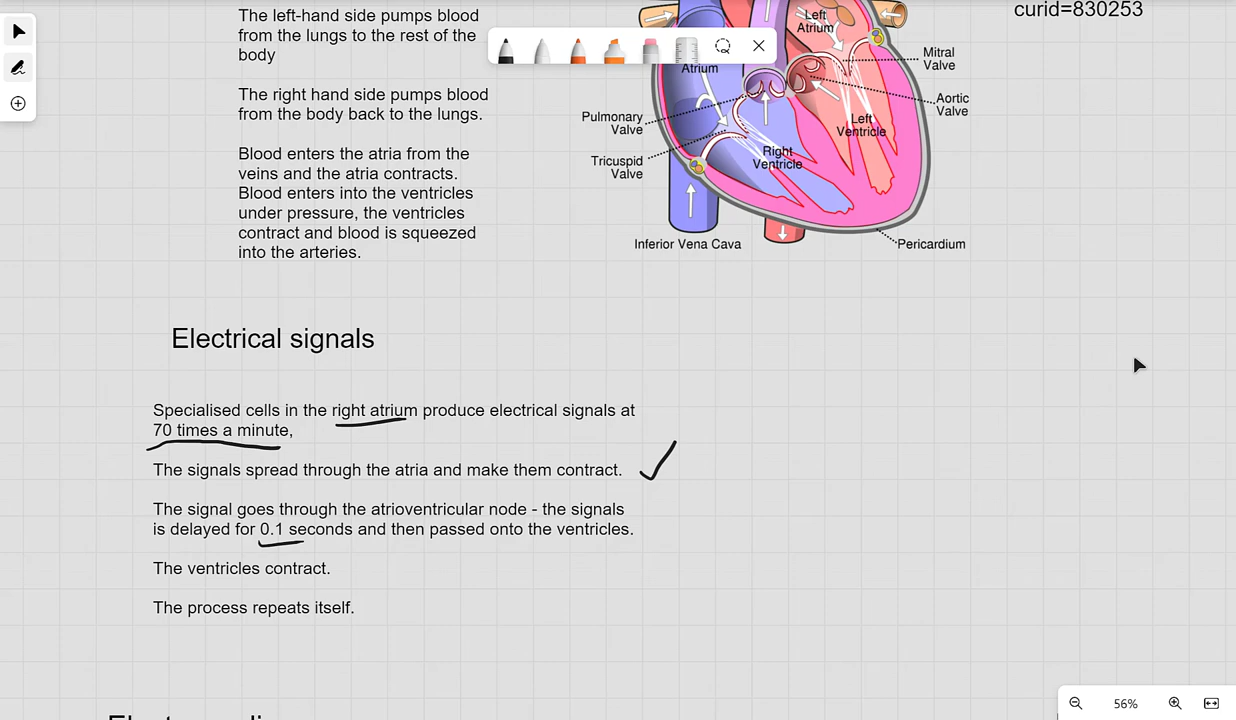 The left-hand side pumps blood
from the lungs to the rest of the
body
The right hand side pumps blood
from the body back to the lungs.
Blood enters the atria from the
veins and the atria contracts.
Blood enters into the ventricles
under pressure, the ventricles
contract and blood is squeezed
into the arteries.
curid=830253
Left
Atrium
Atrium
Mitral
Valve
Aortic
Valve
Pulmonary
Valve
Left
Ventricle
Tricuspid
Valve
Right
Ventricle
Inferior Vena Cava
Pericardium
Electrical signals
Specialised cells in the right atrium produce electrical signals at
70 times a minute,
The signals spread through the atria and make them contract.
The signal goes through the atrioventricular node - the signals
is delayed for 0.1 seconds and then passed onto the ventricles.
The ventricles contract.
The process repeats itself.
56%